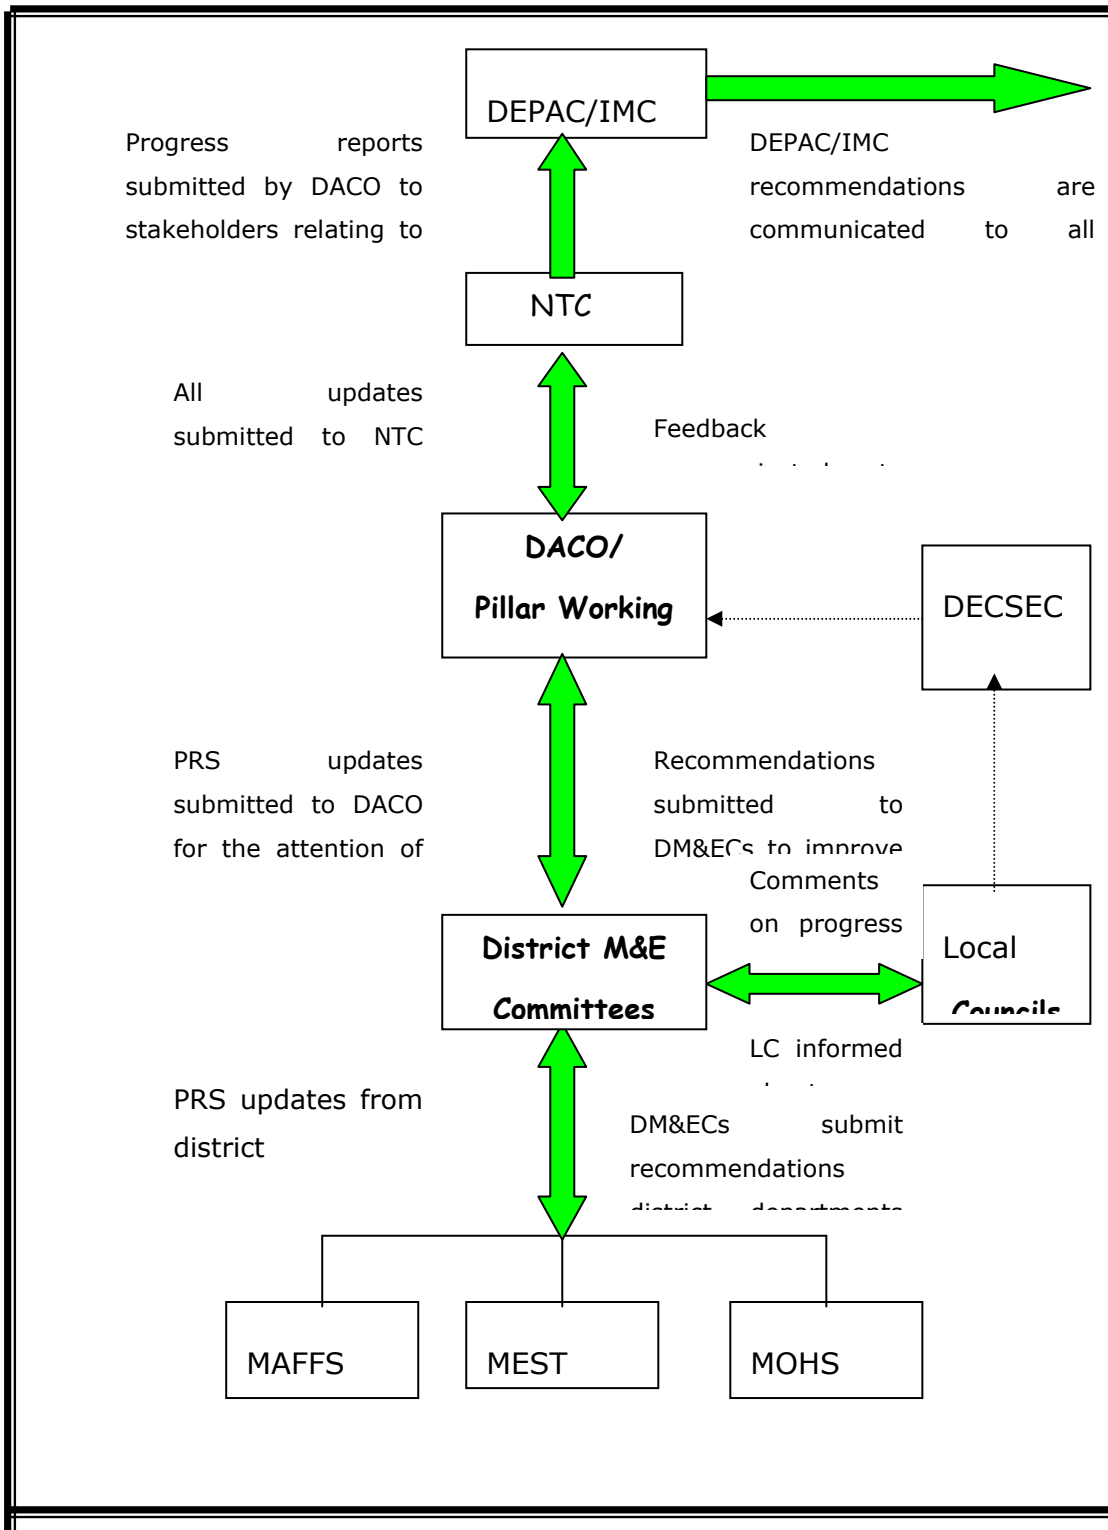 DEPAC/IMC
Progress reports
submitted by DACO to
stakeholders relating to
DEPAC/IMC
recommendations are
communicated to all
NTC
All updates
submitted to NTC
Feedback
DACO/
Pillar Working
DECSEC
PRS updates
submitted to DACO
for the attention of
Recommendations
submitted to
DM&ECs to improve
Comments
on progress
District M&E
Committees
Local
Councils
LC informed
PRS updates from
district
DM&ECs submit
recommendations
district departments
MAFFS
MEST
MOHS